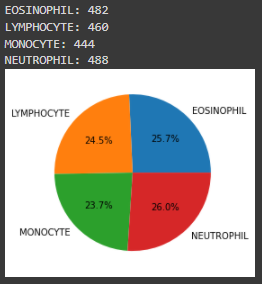 EOSINOPHIL: 482
LYMPHOCYTE: 460
MONOCYTE: 444
NEUTROPHIL: 488
LYMPHOCYTE
EOSINOPHIL
24.5%
25.7%
23.7%
26.0%
MONOCYTE
NEUTROPHIL